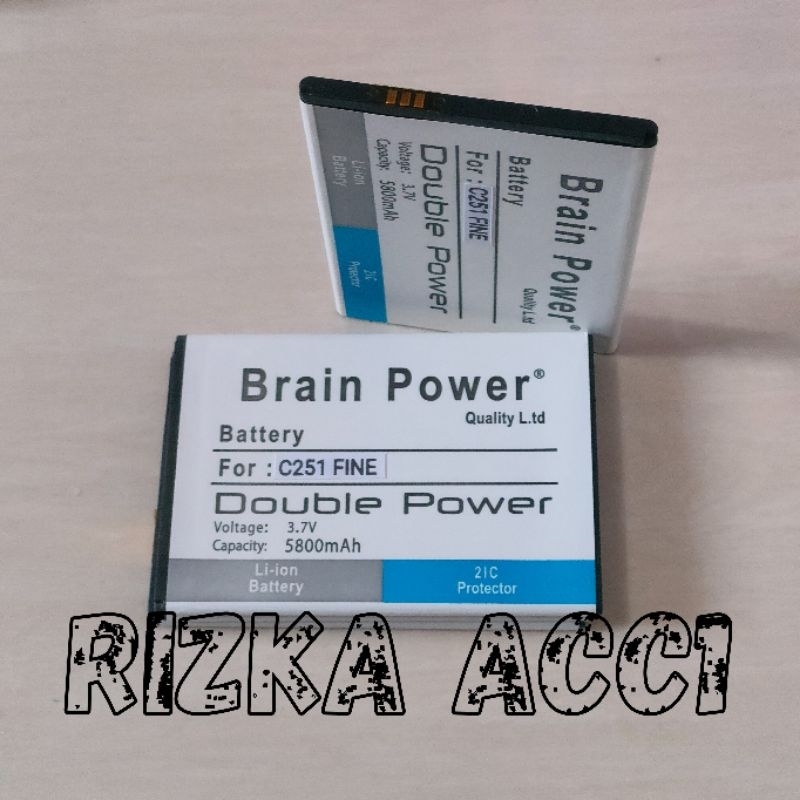 Brain Power®
Quality L.td
Battery
For : C251 FINE
Double Power
Voltage: 3.7V
Capacity: 5800mAh
Li-ion
Battery
2IC
Protector
Brain Power®
Quality L.td
Battery
For : C251 FINE
Double Power
Voltage: 3.7V
Capacity: 5800mAh
Li-ion
Battery
2IC
Protector
RIZKA ACCI